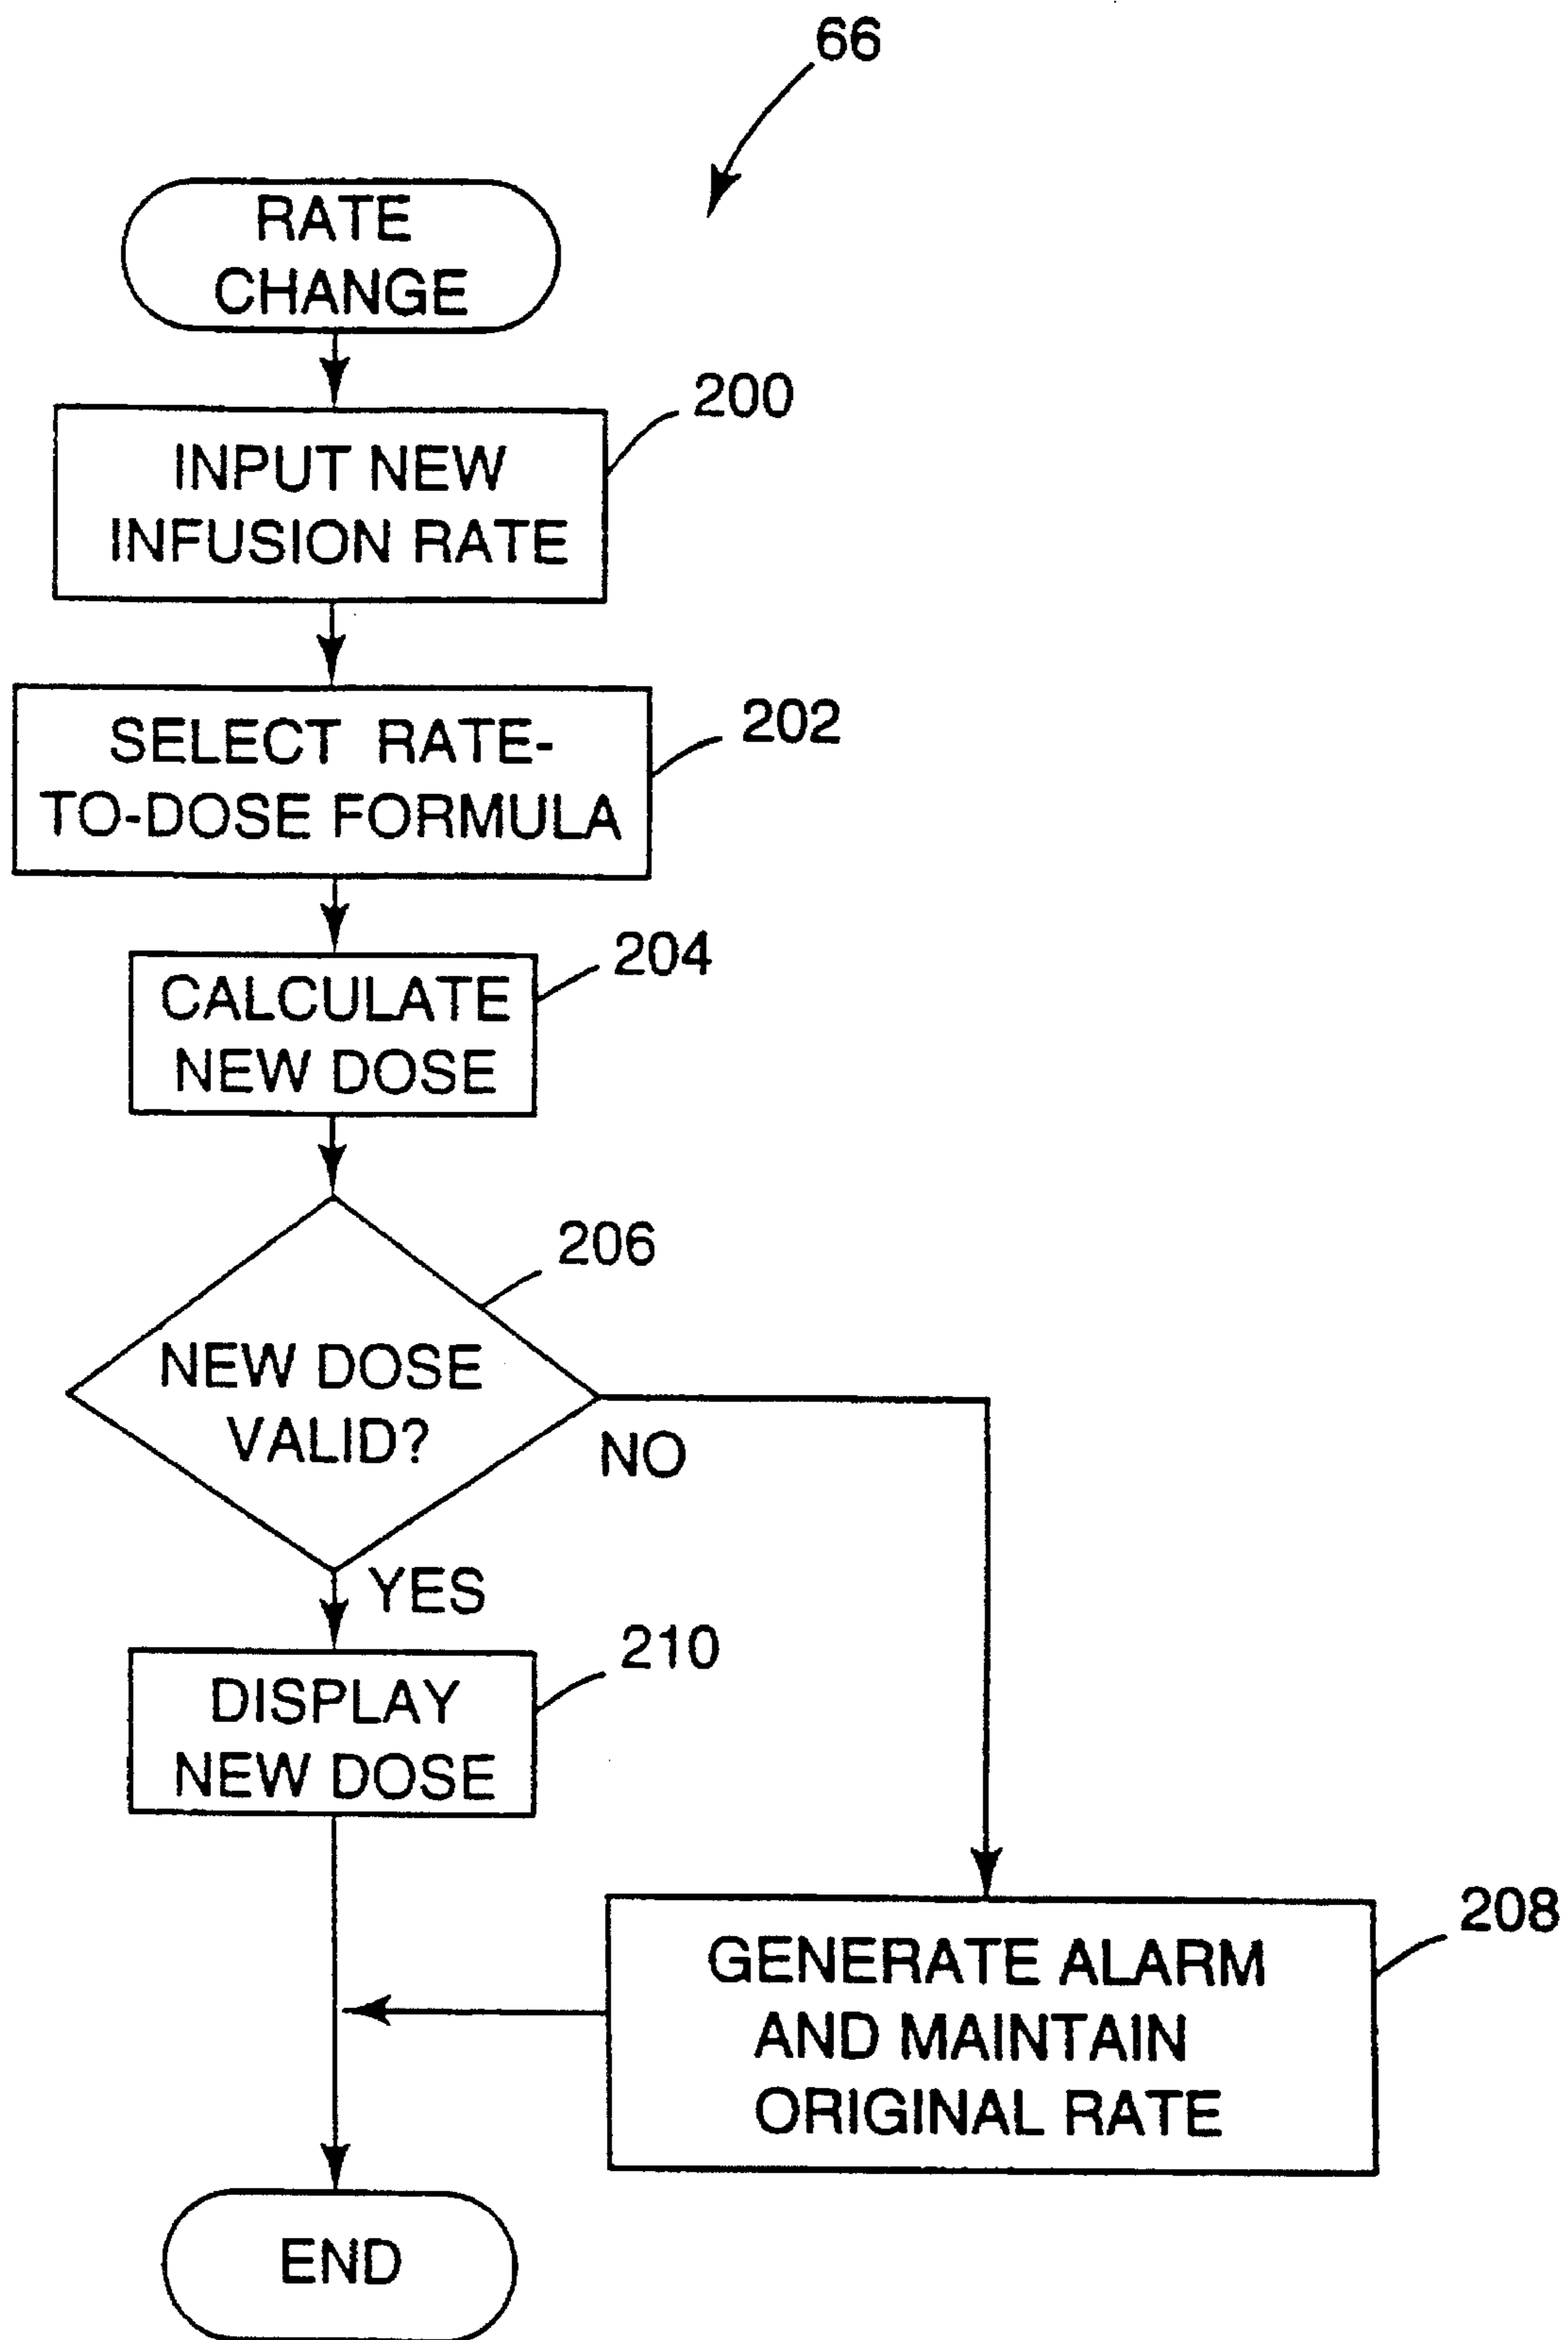 66
RATE
CHANGE
200
INPUT NEW
INFUSION RATE
202
SELECT RATE-
TO-DOSE FORMULA
204
CALCULATE
NEW DOSE
206
NEW DOSE
VALID?
NO
YES
210
DISPLAY
NEW DOSE
208
GENERATE ALARM
AND MAINTAIN
ORIGINAL RATE
END